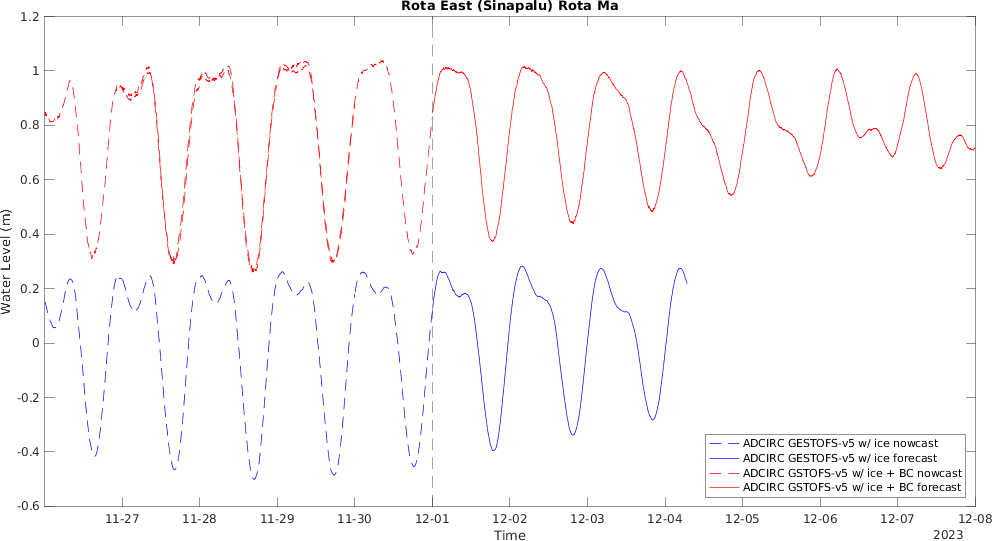 Rota East (Sinapalu) Rota Ma
1.2
1
0.8
0.6
0.4
0.2
0
-0.2
-0.4
-0.6
Water Level (m)
ADCIRC GESTOFS-v5 w/ ice nowcast
ADCIRC GESTOFS-v5 w/ ice forecast
ADCIRC GSTOFS-v5 w/ ice + BC nowcast
ADCIRC GSTOFS-v5 w/ ice + BC forecast
11-27 11-28 11-29 11-30 12-01 12-02 12-03 12-04 12-05 12-06 12-07 12-08
Time
2023